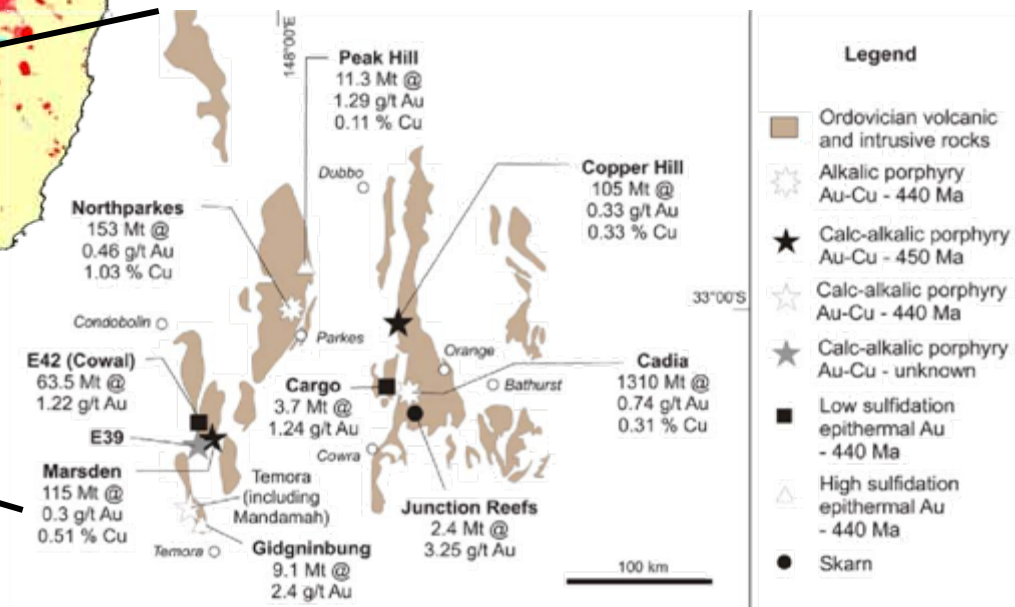 148°00'E
Peak Hill
11.3 Mt @
1.29 g/t Au
0.11 % Cu
Dubbo
Copper Hill
105 Mt @
0.33 g/t Au
0.33 % Cu
Northparkes
153 Mt @
0.46 g/t Au
1.03 % Cu
33°00'S
Condobolin
Parkes
Orange
Bathurst
E42 (Cowal)
63.5 Mt @
1.22 g/t Au
Cargo
3.7 Mt @
1.24 g/t Au
Cadia
1310 Mt @
0.74 g/t Au
0.31 % Cu
E39
Cowra
Marsden
115 Mt @
0.3 g/t Au
0.51 % Cu
Temora
(including
Mandamah)
Junction Reefs
2.4 Mt @
3.25 g/t Au
Temora
Gidgninbung
9.1 Mt @
2.4 g/t Au
100 km
Legend
Ordovician volcanic
and intrusive rocks
Alkalic porphyry
Au-Cu - 440 Ma
Calc-alkalic porphyry
Au-Cu - 450 Ma
Calc-alkalic porphyry
Au-Cu - 440 Ma
Calc-alkalic porphyry
Au-Cu - unknown
Low sulfidation
epithermal Au
- 440 Ma
High sulfidation
epithermal Au
- 440 Ma
Skarn